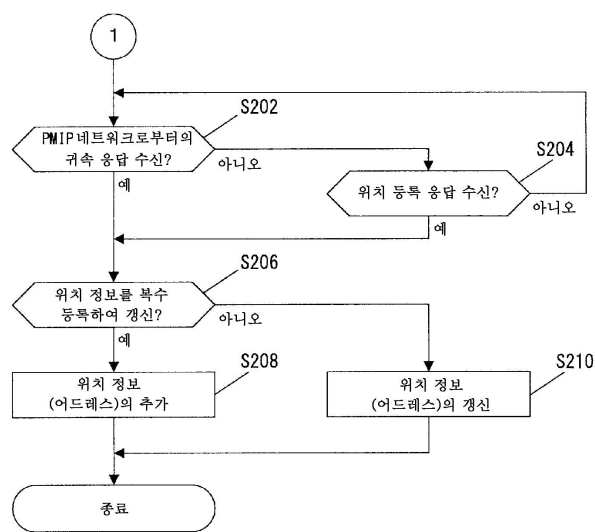 1
S202
PMIP네트워크로부터의
귀속 응답 수신?
아니오
예
S204
위치 등록 응답 수신?
아니오
예
S206
위치 정보를 복수
등록하여 갱신?
아니오
예
S208
위치 정보
(어드레스)의 추가
S210
위치 정보
(어드레스)의 갱신
종료